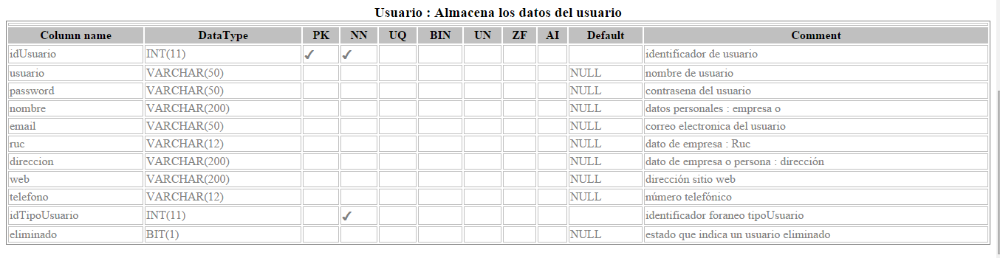 Usuario : Almacena los datos del usuario
Column name DataType PK NN UQ BIN UN ZF AI Default Comment
idUsuario INT(11) ✓ ✓ identificador de usuario
usuario VARCHAR(50) NULL nombre de usuario
password VARCHAR(50) NULL contrasena del usuario
nombre VARCHAR(200) NULL datos personales : empresa o
email VARCHAR(50) NULL correo electronica del usuario
ruc VARCHAR(12) NULL dato de empresa : Ruc
direccion VARCHAR(200) NULL dato de empresa o persona : dirección
web VARCHAR(200) NULL dirección sitio web
telefono VARCHAR(12) NULL número telefónico
idTipoUsuario INT(11) ✓ identificador foraneo tipoUsuario
eliminado BIT(1) NULL estado que indica un usuario eliminado